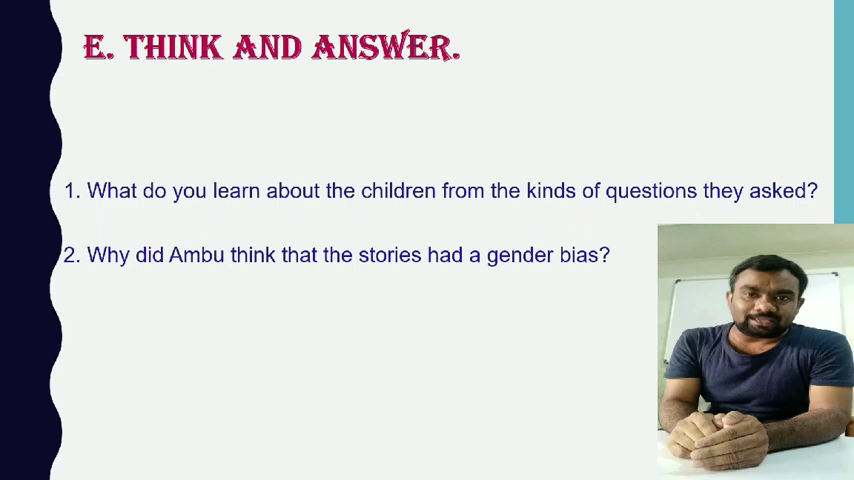 E. THINK AND ANSWER.
1. What do you learn about the children from the kinds of questions they asked?
2. Why did Ambu think that the stories had a gender bias?